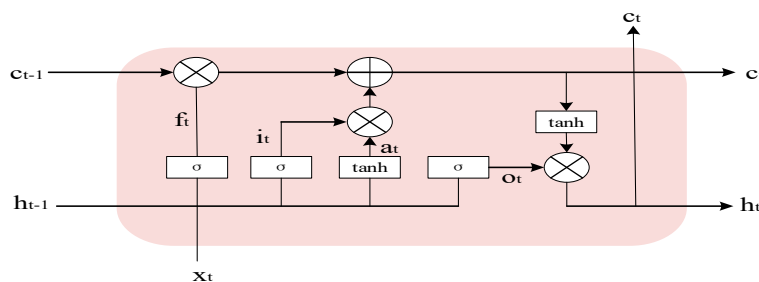 cₜ
cₜ₋₁
c
fₜ
iₜ
aₜ
tanh
σ
σ
tanh
σ
oₜ
hₜ₋₁
hₜ
xₜ